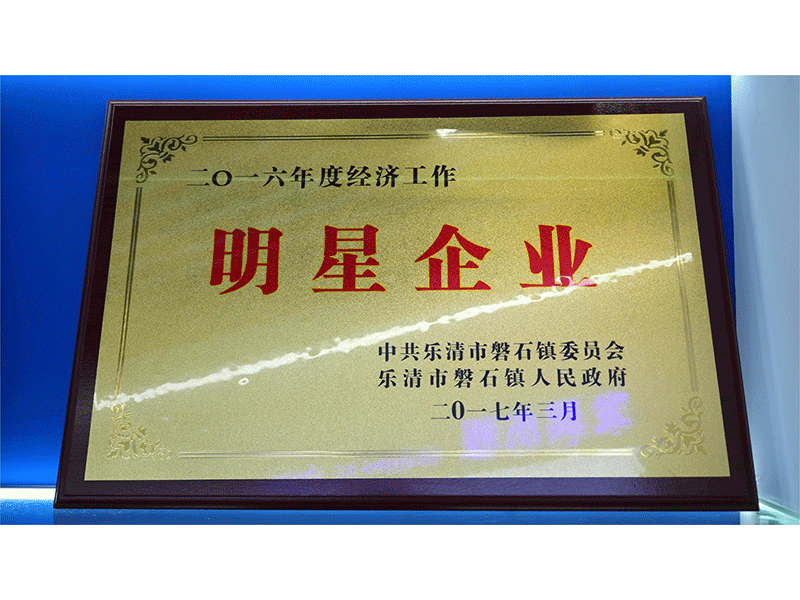 二〇一六年度经济工作
明星企业
中共乐清市磐石镇委员会
乐清市磐石镇人民政府
二〇一七年三月